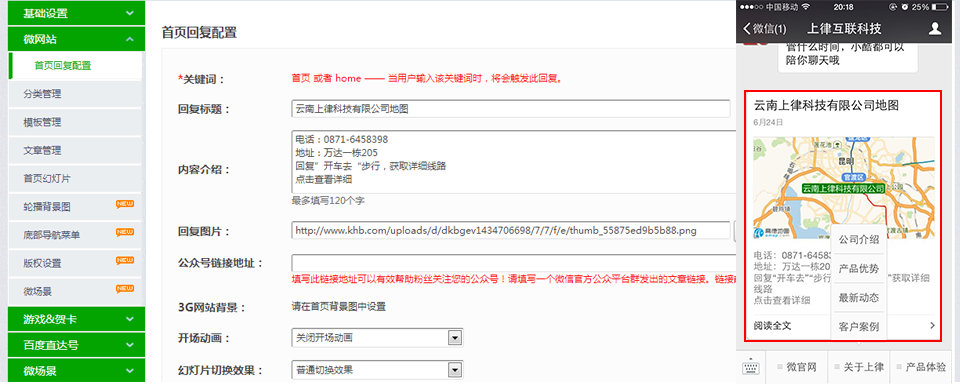 基础设置
微网站
首页回复配置
分类管理
模板管理
文章管理
首页幻灯片
轮播背景图 NEW
底部导航菜单 NEW
版权设置 NEW
微场景 NEW
游戏&贺卡
百度直达号
微场景
首页回复配置
*关键词： 首页 或者 home —— 当用户输入该关键词时，将会触发此回复。
回复标题： 云南上律科技有限公司地图
内容介绍：
电话：0871-6458398
地址：万达一栋205
回复“开车去“步行，获取详细线路
点击查看详细
最多填写120个字
回复图片： http://www.khb.com/uploads/d/dkbgev1434706698/7/7/f/e/thumb_55875ed9b5b88.png
公众号链接地址：
填写此链接地址可以有效帮助粉丝关注您的公众号！请填写一个微信官方公众平台群发出的文章链接。链接
3G网站背景： 请在首页背景图中设置
开场动画： 关闭开场动画
幻灯片切换效果： 普通切换效果
中国移动 20:18 25%
微信(1) 上律互联科技
管什么时间，小酷都可以
陪你聊天哦
云南上律科技有限公司地图
6月24日
昆明
官渡区
云南上律科技有限公司
高德地图
电话：0871-6458
地址：万达一栋20
回复"开车去""步 "获取详细
线路
点击查看详细
阅读全文
公司介绍
产品优势
最新动态
客户案例
微官网
关于上律
产品体验